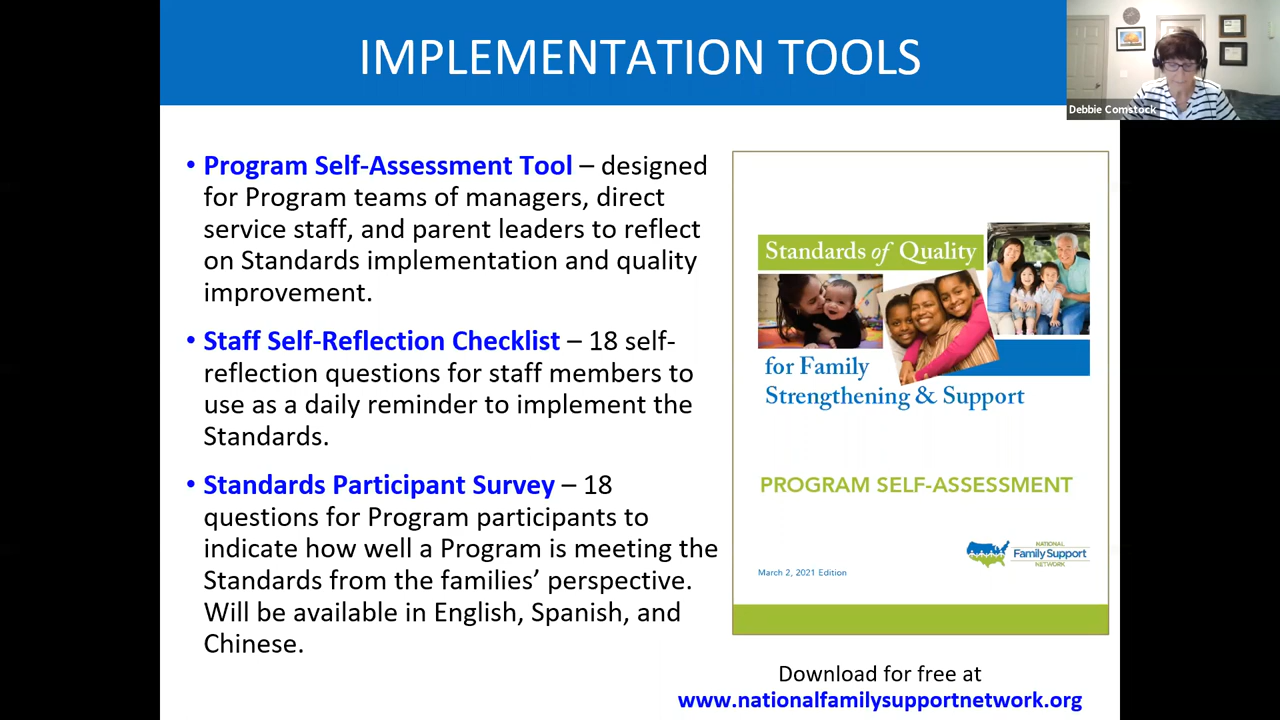 IMPLEMENTATION TOOLS
Debbie Comstock
• Program Self-Assessment Tool – designed
for Program teams of managers, direct
service staff, and parent leaders to reflect
on Standards implementation and quality
improvement.
• Staff Self-Reflection Checklist – 18 self-
reflection questions for staff members to
use as a daily reminder to implement the
Standards.
• Standards Participant Survey – 18
questions for Program participants to
indicate how well a Program is meeting the
Standards from the families’ perspective.
Will be available in English, Spanish, and
Chinese.
Standards of Quality
for Family
Strengthening & Support
PROGRAM SELF-ASSESSMENT
NATIONAL
Family Support
NETWORK
March 2, 2021 Edition
Download for free at
www.nationalfamilysupportnetwork.org